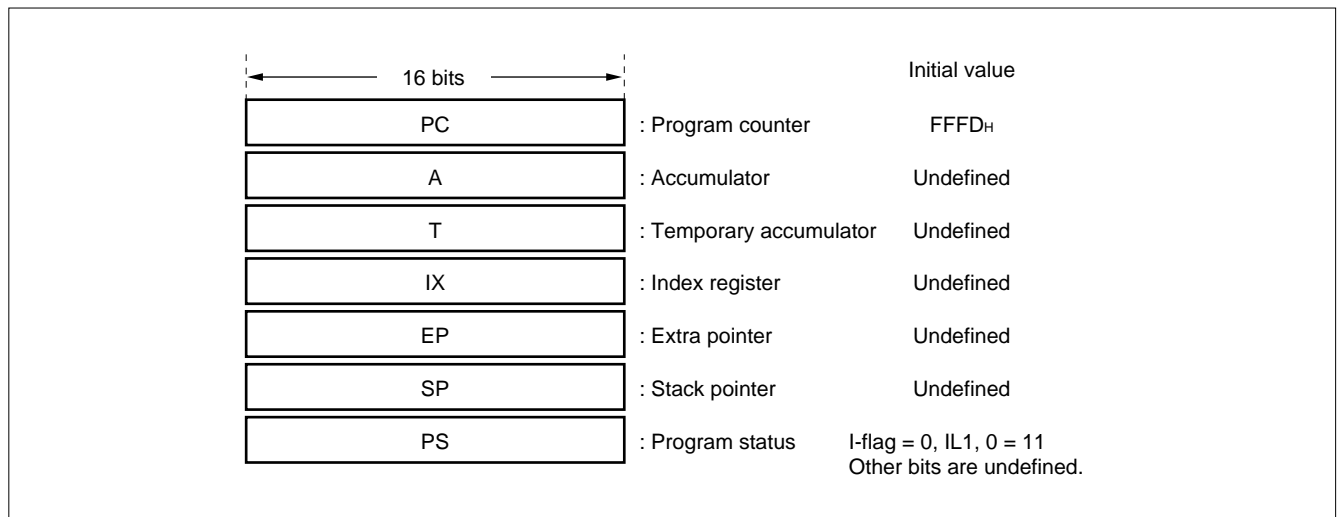 16 bits Initial value
PC : Program counter FFFDH
A : Accumulator Undefined
T : Temporary accumulator Undefined
IX : Index register Undefined
EP : Extra pointer Undefined
SP : Stack pointer Undefined
PS : Program status I-flag = 0, IL1, 0 = 11
Other bits are undefined.